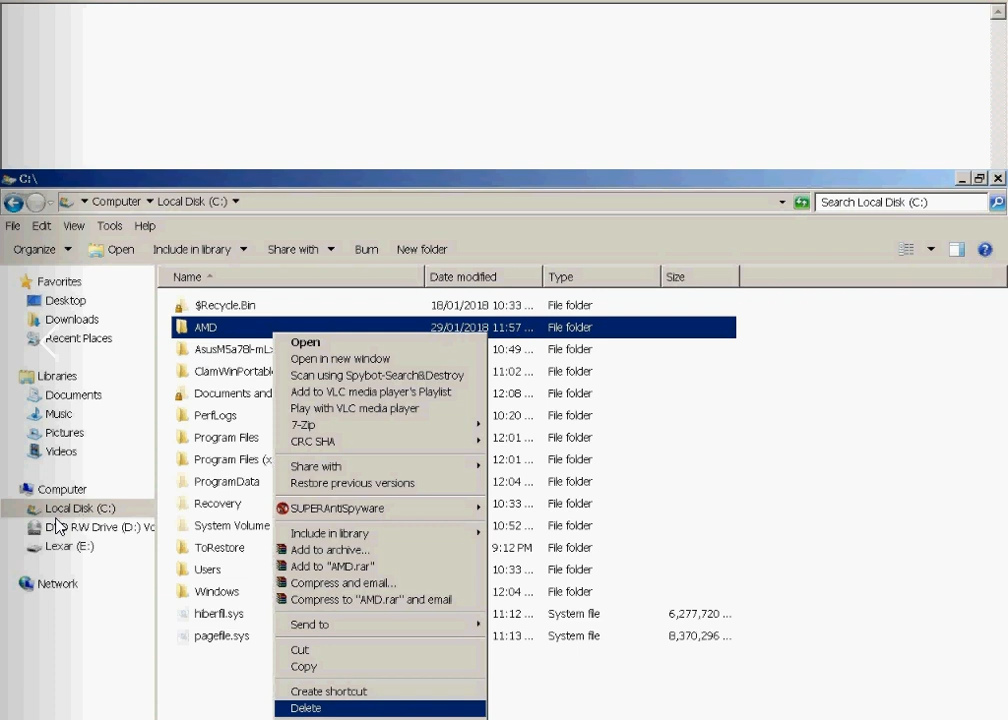 C:\
Computer Local Disk (C:)
Search Local Disk (C:)
File Edit View Tools Help
Organize Open Include in library Share with Burn New folder
Favorites
Desktop
Downloads
Recent Places
Libraries
Documents
Music
Pictures
Videos
Computer
Local Disk (C:)
RW Drive (D:) Vo
Lexar (E:)
Network
Name Date modified Type Size
$Recycle.Bin 18/01/2018 10:33 ... File folder
AMD 29/01/2018 11:57 ... File folder
AsusM5a78l-mL 10:49 ... File folder
ClamWinPortabl 11:02 ... File folder
Documents and 12:08 ... File folder
PerfLogs 10:20 ... File folder
Program Files 12:01 ... File folder
Program Files (x 12:01 ... File folder
ProgramData 12:04 ... File folder
Recovery 10:33 ... File folder
System Volume 10:52 ... File folder
ToRestore 9:12 PM File folder
Users 10:33 ... File folder
Windows 12:04 ... File folder
hiberfil.sys 11:12 ... System file 6,277,720 ...
pagefile.sys 11:13 ... System file 8,370,296 ...
Open
Open in new window
Scan using Spybot-Search&Destroy
Add to VLC media player's Playlist
Play with VLC media player
7-Zip
CRC SHA
Share with
Restore previous versions
SUPERAntiSpyware
Include in library
Add to archive...
Add to "AMD.rar"
Compress and email...
Compress to "AMD.rar" and email
Send to
Cut
Copy
Create shortcut
Delete